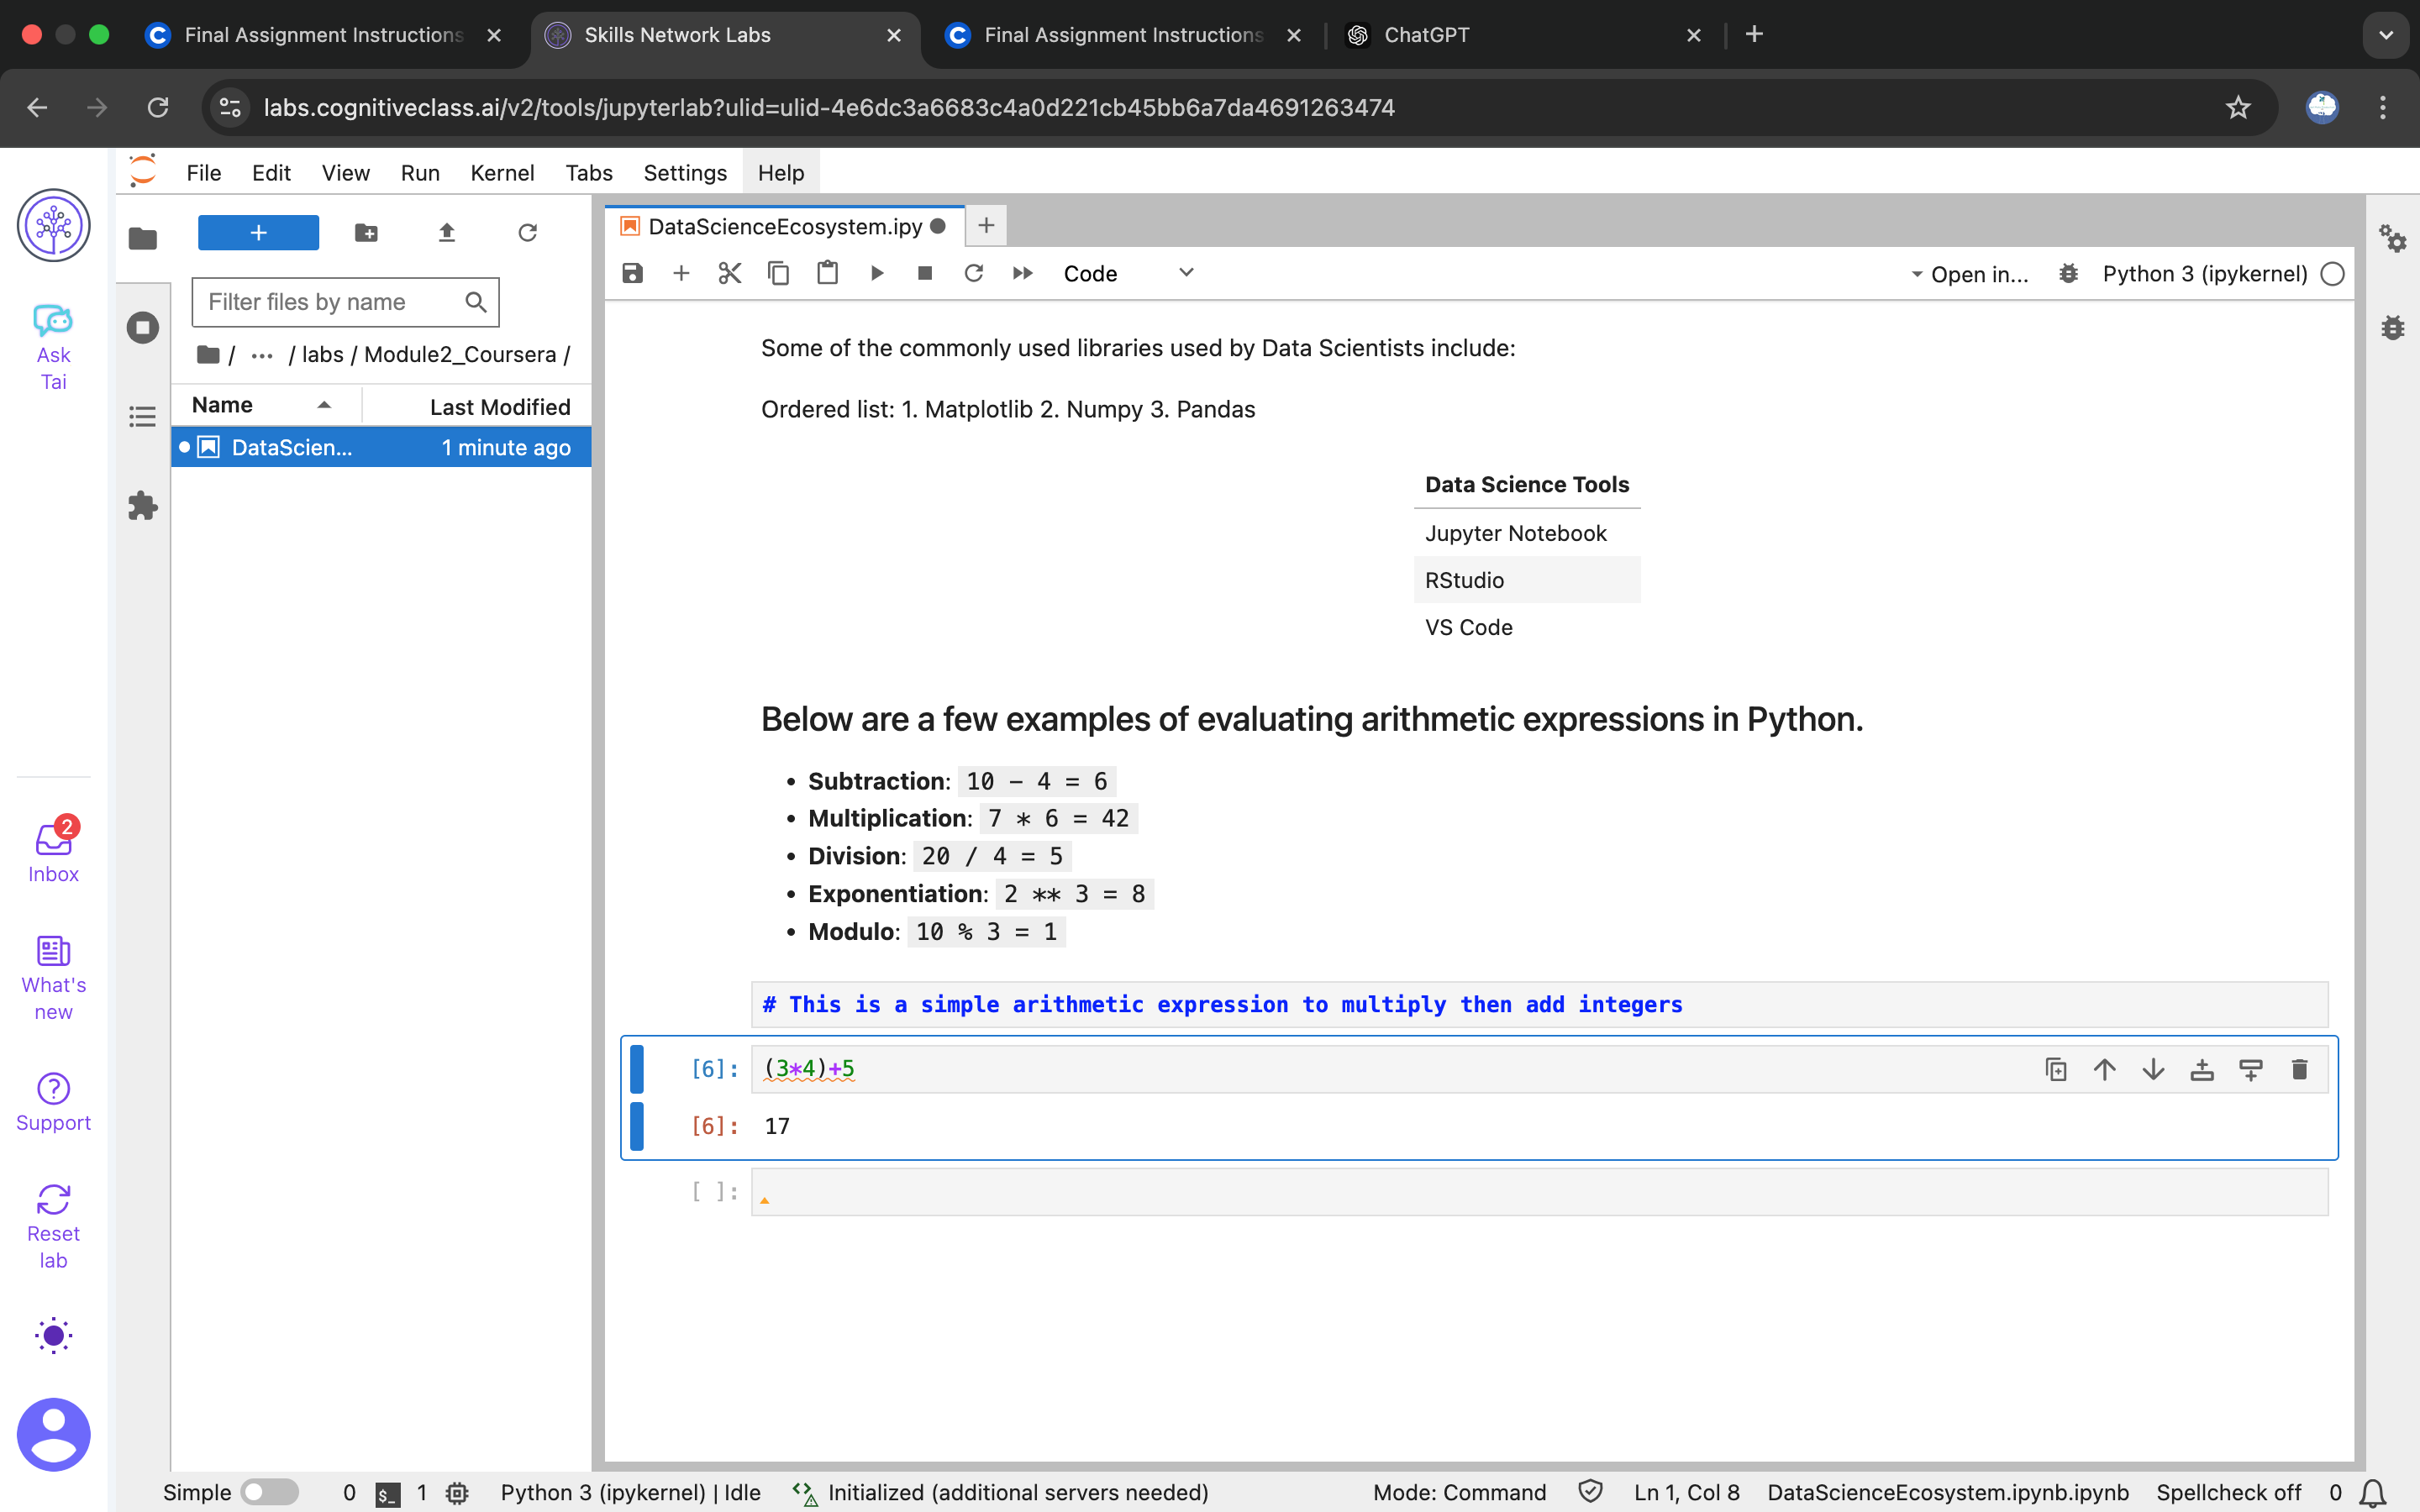 Final Assignment Instructions
Skills Network Labs
Final Assignment Instructions
ChatGPT
labs.cognitiveclass.ai/v2/tools/jupyterlab?ulid=ulid-4e6dc3a6683c4a0d221cb45bb6a7da4691263474
File Edit View Run Kernel Tabs Settings Help
Ask
Tai
Inbox
2
What's
new
Support
Reset
lab
Filter files by name
/ ... / labs / Module2_Coursera /
Name Last Modified
DataScien... 1 minute ago
DataScienceEcosystem.ipy
Code
Open in...
Python 3 (ipykernel)
Some of the commonly used libraries used by Data Scientists include:
Ordered list: 1. Matplotlib 2. Numpy 3. Pandas
Data Science Tools
Jupyter Notebook
RStudio
VS Code
Below are a few examples of evaluating arithmetic expressions in Python.
• Subtraction: 10 - 4 = 6
• Multiplication: 7 * 6 = 42
• Division: 20 / 4 = 5
• Exponentiation: 2 ** 3 = 8
• Modulo: 10 % 3 = 1
# This is a simple arithmetic expression to multiply then add integers
[6]: (3*4)+5
[6]: 17
[ ]:
Simple 0 $_ 1 Python 3 (ipykernel) | Idle Initialized (additional servers needed) Mode: Command Ln 1, Col 8 DataScienceEcosystem.ipynb.ipynb Spellcheck off 0